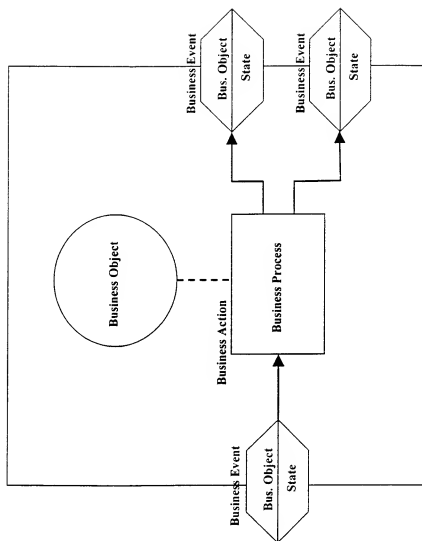 Business Event
Bus. Object
State
Business Object
Business Action
Business Process
Business Event
Bus. Object
State
Business Event
Bus. Object
State